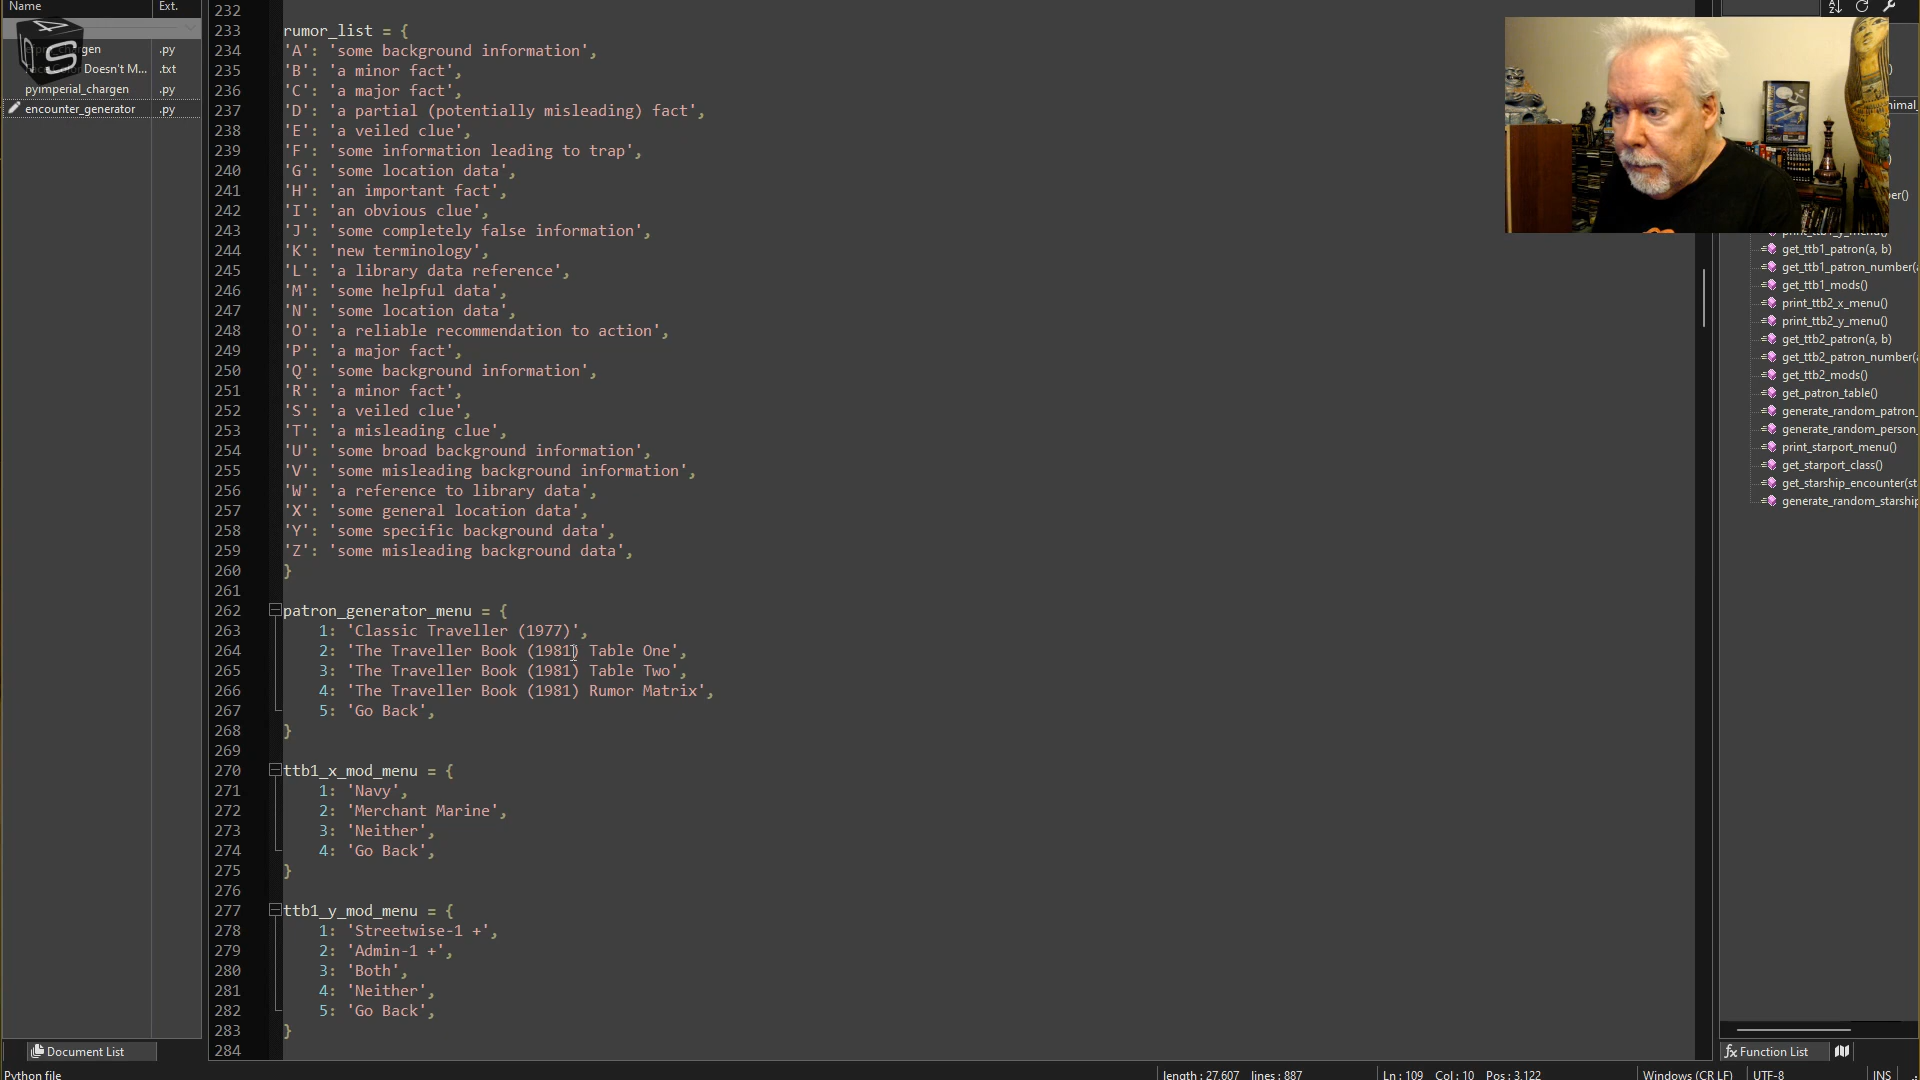 Name Ext.
chargen .py
Doesn't M... .txt
pyimperial_chargen .py
encounter_generator .py
232
233 rumor_list = {
234 'A': 'some background information',
235 'B': 'a minor fact',
236 'C': 'a major fact',
237 'D': 'a partial (potentially misleading) fact',
238 'E': 'a veiled clue',
239 'F': 'some information leading to trap',
240 'G': 'some location data',
241 'H': 'an important fact',
242 'I': 'an obvious clue',
243 'J': 'some completely false information',
244 'K': 'new terminology',
245 'L': 'a library data reference',
246 'M': 'some helpful data',
247 'N': 'some location data',
248 'O': 'a reliable recommendation to action',
249 'P': 'a major fact',
250 'Q': 'some background information',
251 'R': 'a minor fact',
252 'S': 'a veiled clue',
253 'T': 'a misleading clue',
254 'U': 'some broad background information',
255 'V': 'some misleading background information',
256 'W': 'a reference to library data',
257 'X': 'some general location data',
258 'Y': 'some specific background data',
259 'Z': 'some misleading background data',
260 }
261
262 patron_generator_menu = {
263 1: 'Classic Traveller (1977)',
264 2: 'The Traveller Book (1981) Table One',
265 3: 'The Traveller Book (1981) Table Two',
266 4: 'The Traveller Book (1981) Rumor Matrix',
267 5: 'Go Back',
268 }
269
270 ttb1_x_mod_menu = {
271 1: 'Navy',
272 2: 'Merchant Marine',
273 3: 'Neither',
274 4: 'Go Back',
275 }
276
277 ttb1_y_mod_menu = {
278 1: 'Streetwise-1 +',
279 2: 'Admin-1 +',
280 3: 'Both',
281 4: 'Neither',
282 5: 'Go Back',
283 }
284
print_ttb1_y_menu()
get_ttb1_patron(a, b)
get_ttb1_patron_number(
get_ttb1_mods()
print_ttb2_x_menu()
print_ttb2_y_menu()
get_ttb2_patron(a, b)
get_ttb2_patron_number(
get_ttb2_mods()
get_patron_table()
generate_random_patron_
generate_random_person_
print_starport_menu()
get_starport_class()
get_starship_encounter(st
generate_random_starship
Document List
Function List
Python file length : 27,607 lines : 887 Ln : 109 Col : 10 Pos : 3,122 Windows (CR LF) UTF-8 INS